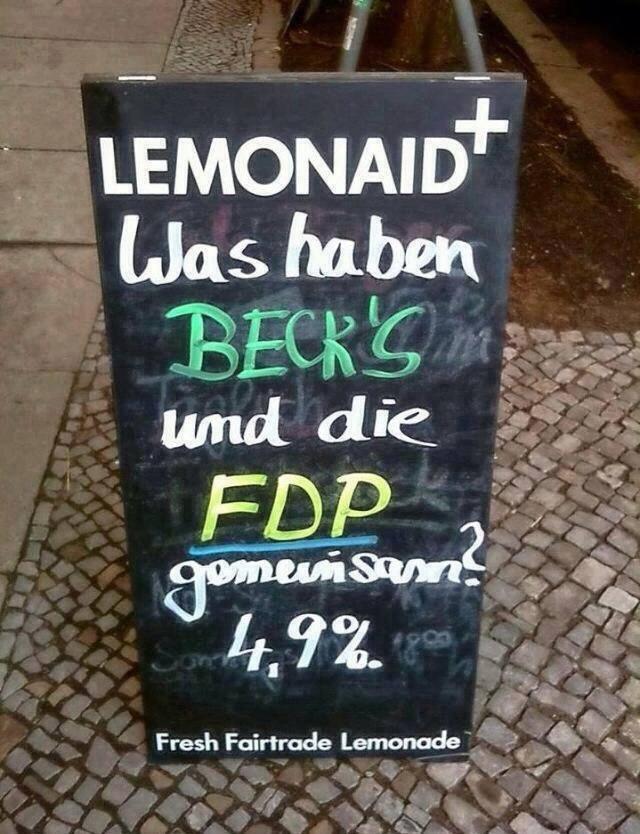 LEMONAID+
Was haben
BECK'S
und die
FDP
gemeinsam?
4,9%.
Fresh Fairtrade Lemonade